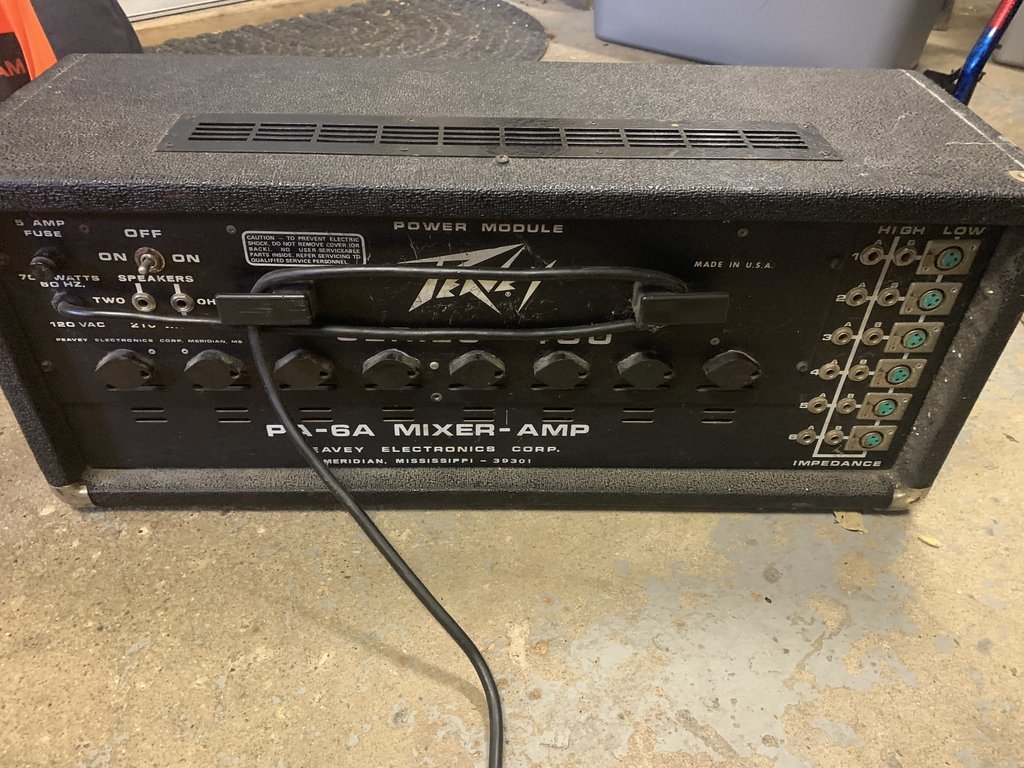 AM
5 AMP
FUSE
OFF
ON ON
SPEAKERS
TWO OH
WATTS
60 HZ.
120 VAC
PEAVEY ELECTRONICS CORP. MERIDIAN, MS
CAUTION - TO PREVENT ELECTRIC
SHOCK, DO NOT REMOVE COVER (OR
BACK). NO USER-SERVICEABLE
PARTS INSIDE. REFER SERVICING TO
QUALIFIED SERVICE PERSONNEL.
POWER MODULE
PEAVEY ®
MADE IN U.S.A.
HIGH LOW
1
2
3
4
5
6
IMPEDANCE
PA-6A MIXER-AMP
PEAVEY ELECTRONICS CORP.
MERIDIAN, MISSISSIPPI - 39301